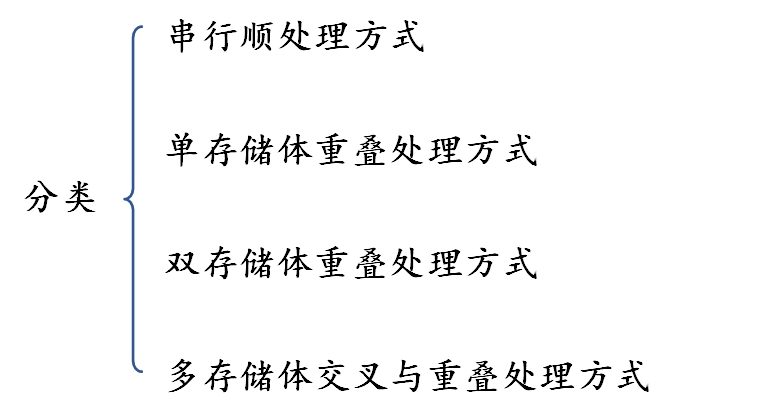 串行顺处理方式
单存储体重叠处理方式
分类
双存储体重叠处理方式
多存储体交叉与重叠处理方式